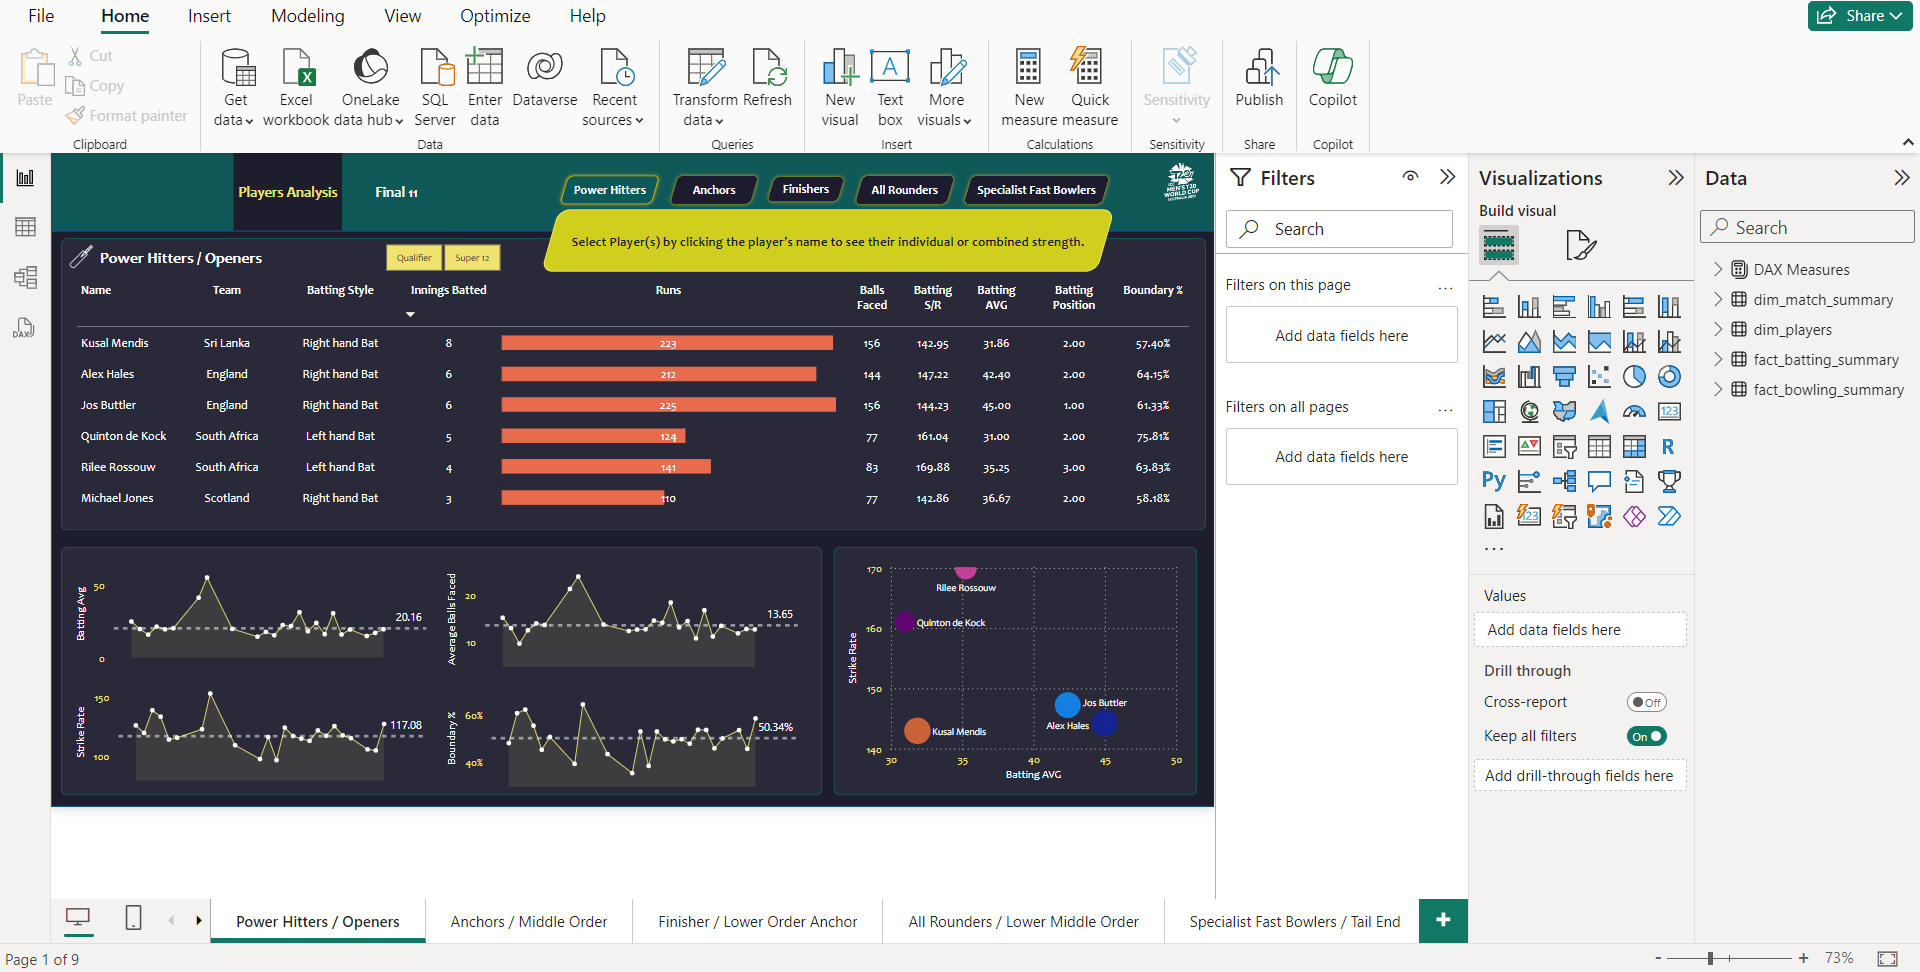 File Home Insert Modeling View Optimize Help
Share
Cut
Copy
Format painter
Paste
Clipboard
Get data
Excel workbook
OneLake data hub
SQL Server
Enter data
Dataverse
Recent sources
Data
Transform data
Refresh
Queries
New visual
Text box
More visuals
Insert
New measure
Quick measure
Calculations
Sensitivity
Sensitivity
Publish
Share
Copilot
Copilot
Players Analysis
Final 11
Power Hitters
Anchors
Finishers
All Rounders
Specialist Fast Bowlers
MEN'S T20
WORLD CUP
Select Player(s) by clicking the player's name to see their individual or combined strength.
Power Hitters / Openers
Qualifier
Super 12
Name Team Batting Style Innings Batted Runs Balls Faced Batting S/R Batting AVG Batting Position Boundary %
Kusal Mendis Sri Lanka Right hand Bat 8 223 156 142.95 31.86 2.00 57.40%
Alex Hales England Right hand Bat 6 212 144 147.22 42.40 2.00 64.15%
Jos Buttler England Right hand Bat 6 225 156 144.23 45.00 1.00 61.33%
Quinton de Kock South Africa Left hand Bat 5 124 77 161.04 31.00 2.00 75.81%
Rilee Rossouw South Africa Left hand Bat 4 141 83 169.88 35.25 3.00 63.83%
Michael Jones Scotland Right hand Bat 3 110 77 142.86 36.67 2.00 58.18%
Batting Avg
50
0
20.16
Average Balls Faced
20
10
13.65
Strike Rate
150
100
117.08
Boundary %
60%
40%
50.34%
Strike Rate
170
160
150
140
Rilee Rossouw
Quinton de Kock
Jos Buttler
Alex Hales
Kusal Mendis
30 35 40 45 50
Batting AVG
Filters
Search
Filters on this page ...
Add data fields here
Filters on all pages ...
Add data fields here
Visualizations
Build visual
123
R
Py
123
...
Values
Add data fields here
Drill through
Cross-report Off
Keep all filters On
Add drill-through fields here
Data
Search
DAX Measures
dim_match_summary
dim_players
fact_batting_summary
fact_bowling_summary
DAX
Power Hitters / Openers
Anchors / Middle Order
Finisher / Lower Order Anchor
All Rounders / Lower Middle Order
Specialist Fast Bowlers / Tail End
+
Page 1 of 9
- + 73%